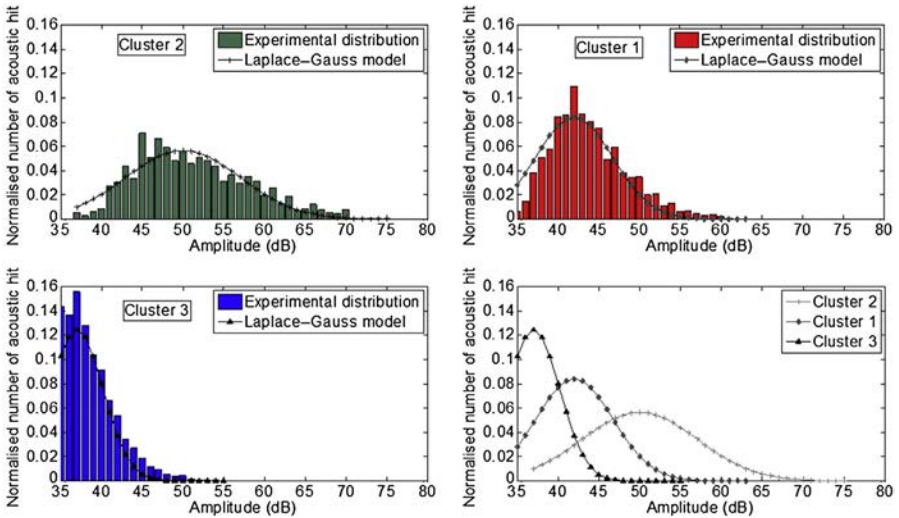 Normalised number of acoustic hit
0.16
0.14
0.12
0.1
0.08
0.06
0.04
0.02
0
Cluster 2
Experimental distribution
Laplace–Gauss model
35 40 45 50 55 60 65 70 75 80
Amplitude (dB)
Normalised number of acoustic hit
0.16
0.14
0.12
0.1
0.08
0.06
0.04
0.02
0
Cluster 1
Experimental distribution
Laplace–Gauss model
35 40 45 50 55 60 65 70 75 80
Amplitude (dB)
Normalised number of acoustic hit
0.16
0.14
0.12
0.1
0.08
0.06
0.04
0.02
0
Cluster 3
Experimental distribution
Laplace–Gauss model
35 40 45 50 55 60 65 70 75 80
Amplitude (dB)
Normalised number of acoustic hit
0.16
0.14
0.12
0.1
0.08
0.06
0.04
0.02
0
Cluster 2
Cluster 1
Cluster 3
35 40 45 50 55 60 65 70 75 80
Amplitude (dB)